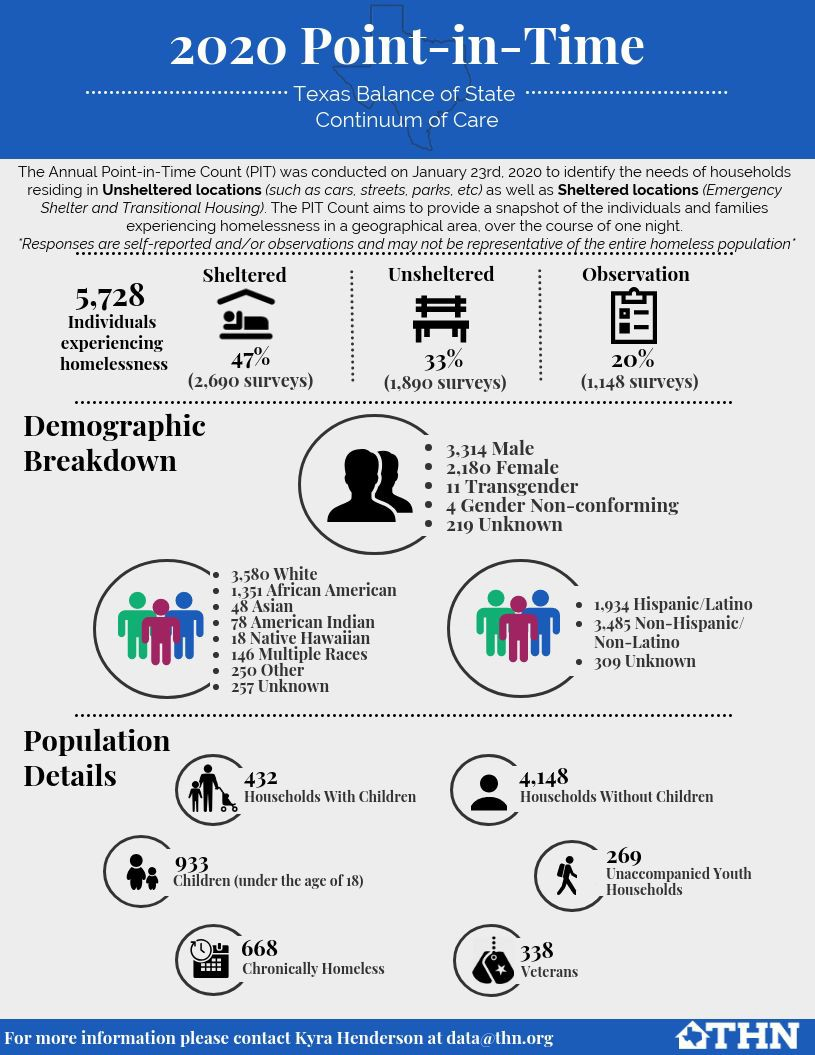 2020 Point-in-Time
Texas Balance of State
Continuum of Care
The Annual Point-in-Time Count (PIT) was conducted on January 23rd, 2020 to identify the needs of households
residing in Unsheltered locations (such as cars, streets, parks, etc) as well as Sheltered locations (Emergency
Shelter and Transitional Housing). The PIT Count aims to provide a snapshot of the individuals and families
experiencing homelessness in a geographical area, over the course of one night.
*Responses are self-reported and/or observations and may not be representative of the entire homeless population*
5,728
Individuals
experiencing
homelessness
Sheltered
47%
(2,690 surveys)
Unsheltered
33%
(1,890 surveys)
Observation
20%
(1,148 surveys)
Demographic
Breakdown
3,314 Male
2,180 Female
11 Transgender
4 Gender Non-conforming
219 Unknown
3,580 White
1,351 African American
48 Asian
78 American Indian
18 Native Hawaiian
146 Multiple Races
250 Other
257 Unknown
1,934 Hispanic/Latino
3,485 Non-Hispanic/
Non-Latino
309 Unknown
Population
Details
432
Households With Children
4,148
Households Without Children
933
Children (under the age of 18)
269
Unaccompanied Youth
Households
668
Chronically Homeless
338
Veterans
For more information please contact Kyra Henderson at data@thn.org
THN